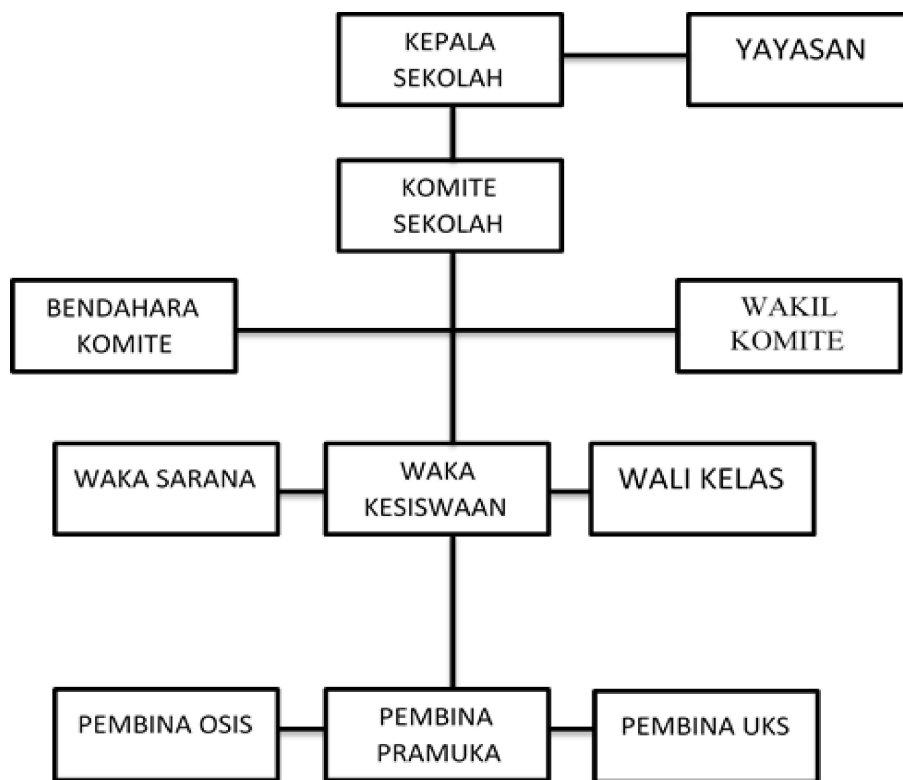 KEPALA
SEKOLAH
YAYASAN
KOMITE
SEKOLAH
BENDAHARA
KOMITE
WAKIL
KOMITE
WAKA SARANA
WAKA
KESISWAAN
WALI KELAS
PEMBINA OSIS
PEMBINA
PRAMUKA
PEMBINA UKS